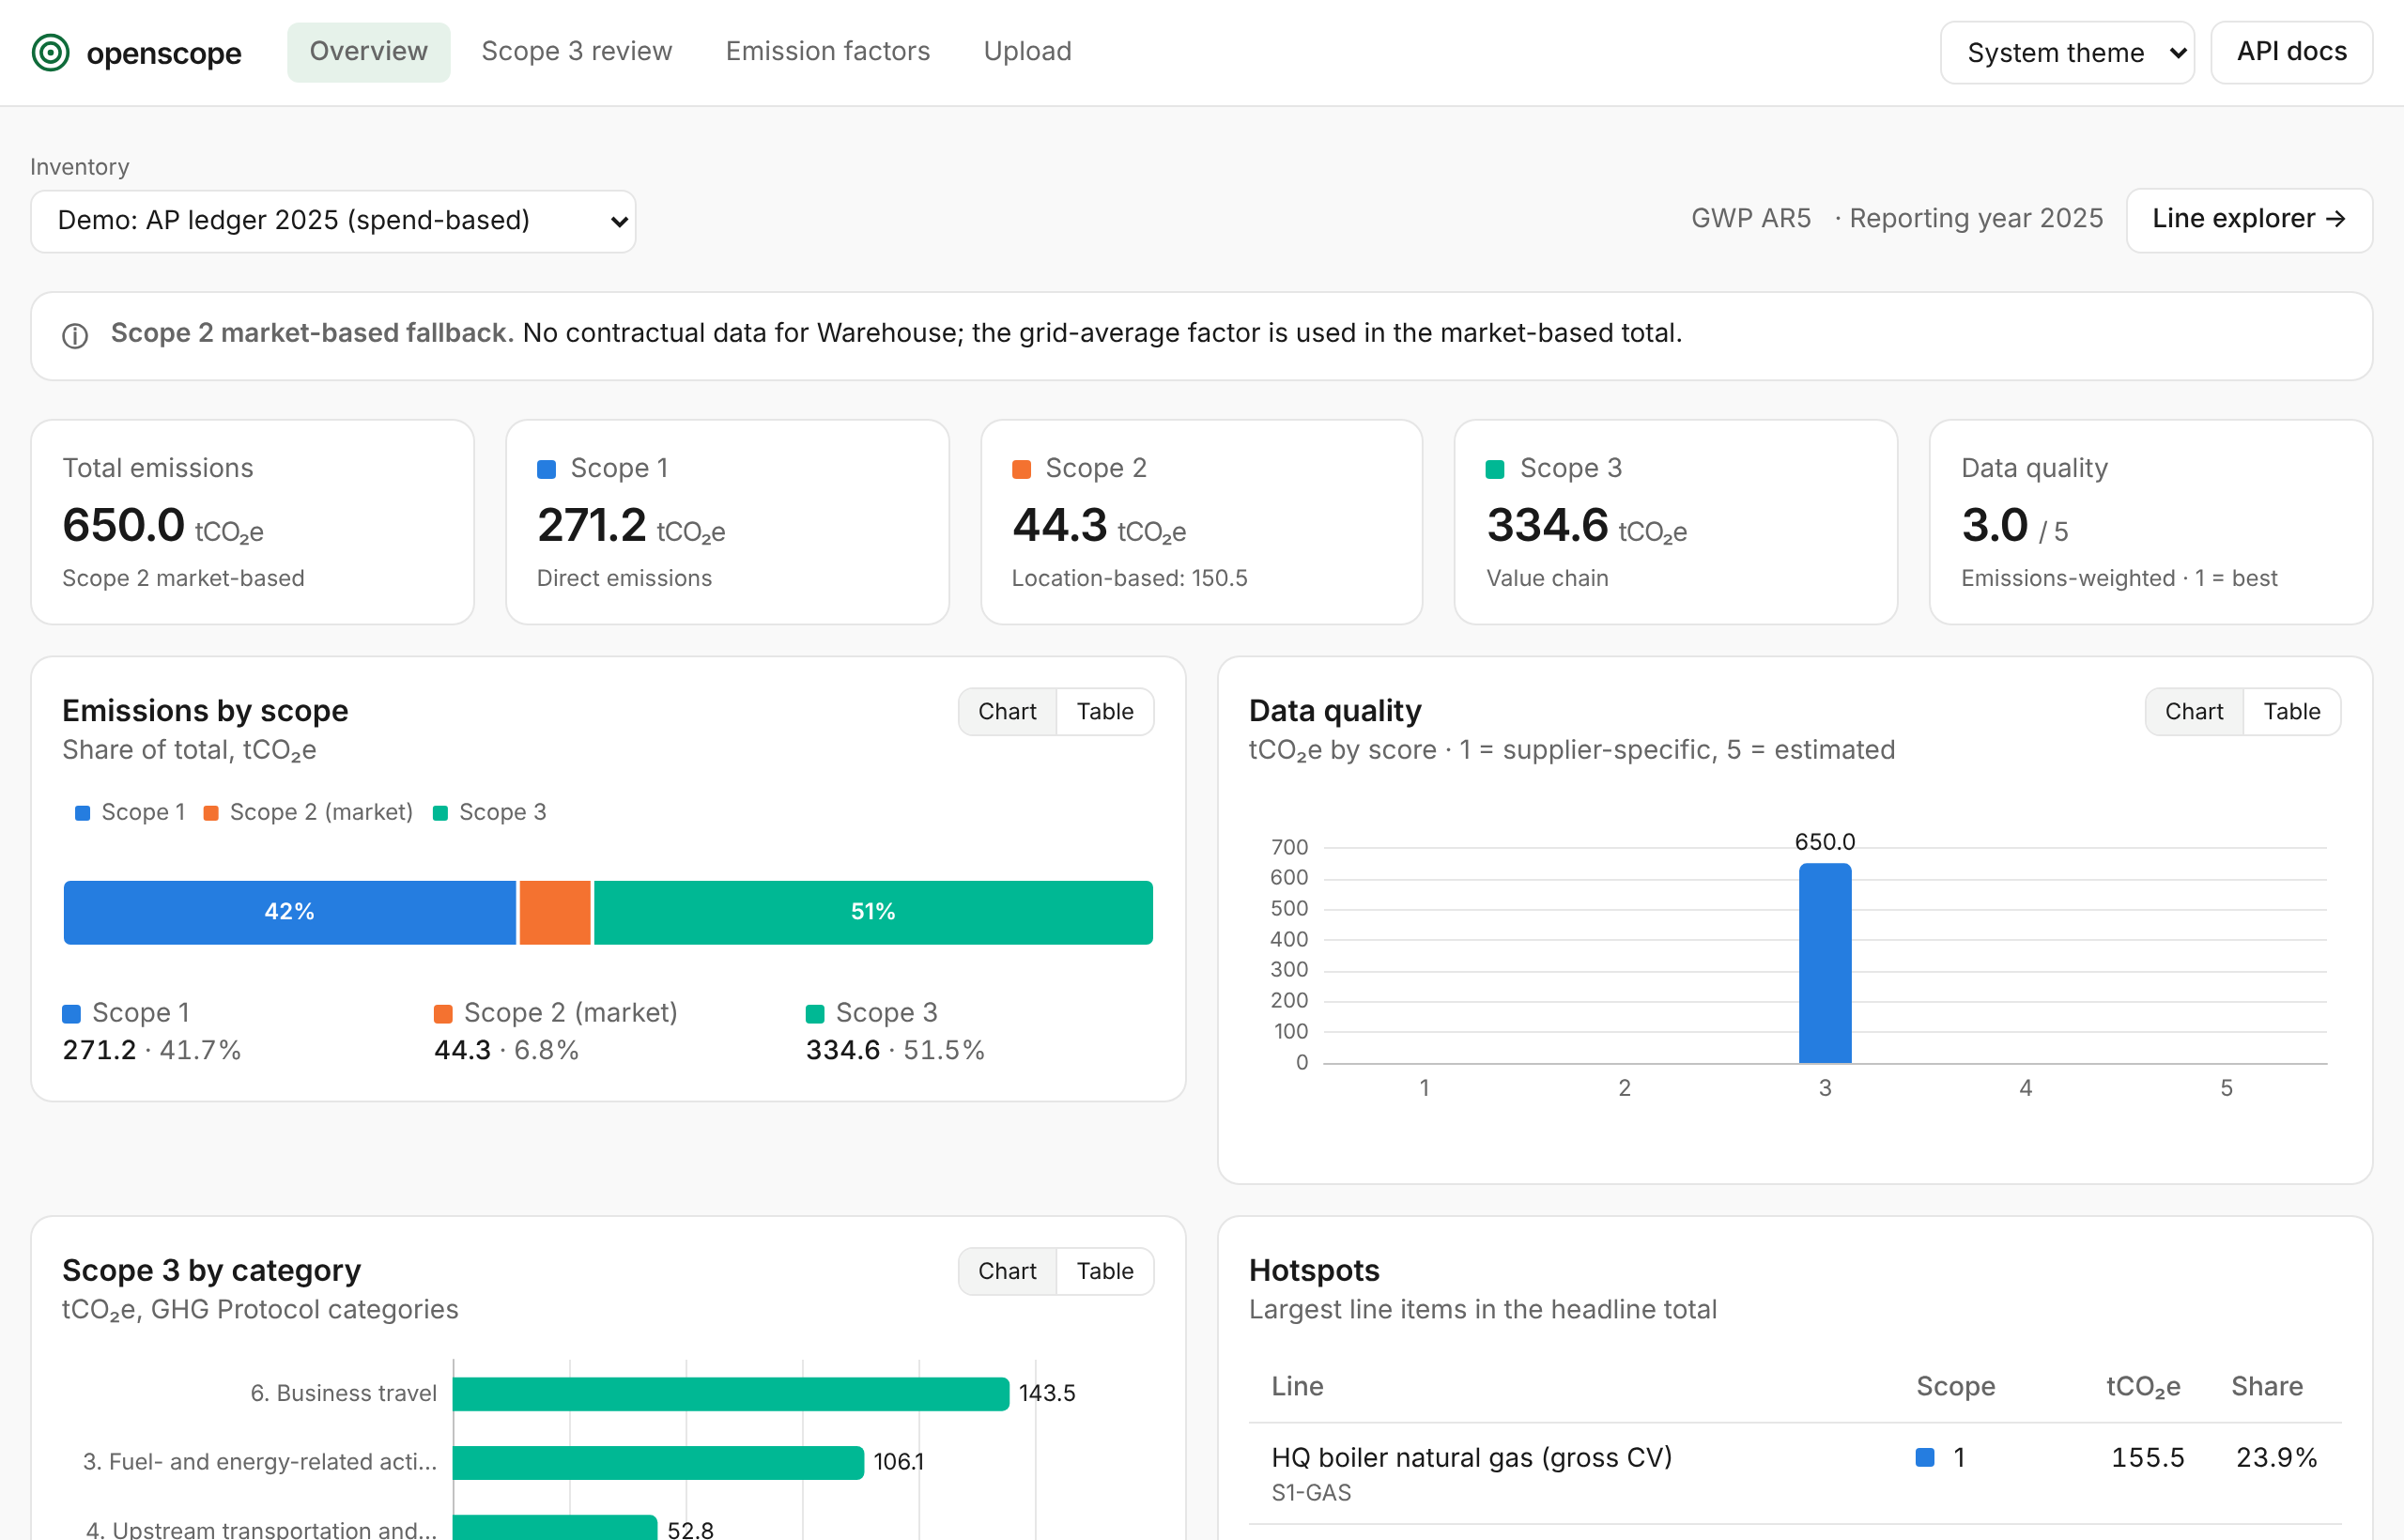 openscope
Overview
Scope 3 review
Emission factors
Upload
System theme
API docs
Inventory
Demo: AP ledger 2025 (spend-based)
GWP AR5 · Reporting year 2025
Line explorer →
Scope 2 market-based fallback. No contractual data for Warehouse; the grid-average factor is used in the market-based total.
Total emissions
650.0 tCO₂e
Scope 2 market-based
Scope 1
271.2 tCO₂e
Direct emissions
Scope 2
44.3 tCO₂e
Location-based: 150.5
Scope 3
334.6 tCO₂e
Value chain
Data quality
3.0 / 5
Emissions-weighted · 1 = best
Emissions by scope
Share of total, tCO₂e
Chart
Table
Scope 1
Scope 2 (market)
Scope 3
42%
51%
Scope 1
271.2 · 41.7%
Scope 2 (market)
44.3 · 6.8%
Scope 3
334.6 · 51.5%
Data quality
tCO₂e by score · 1 = supplier-specific, 5 = estimated
Chart
Table
650.0
700
600
500
400
300
200
100
0
1
2
3
4
5
Scope 3 by category
tCO₂e, GHG Protocol categories
Chart
Table
6. Business travel
143.5
3. Fuel- and energy-related acti...
106.1
4. Upstream transportation and...
52.8
Hotspots
Largest line items in the headline total
Line
Scope
tCO₂e
Share
HQ boiler natural gas (gross CV)
1
155.5
23.9%
S1-GAS